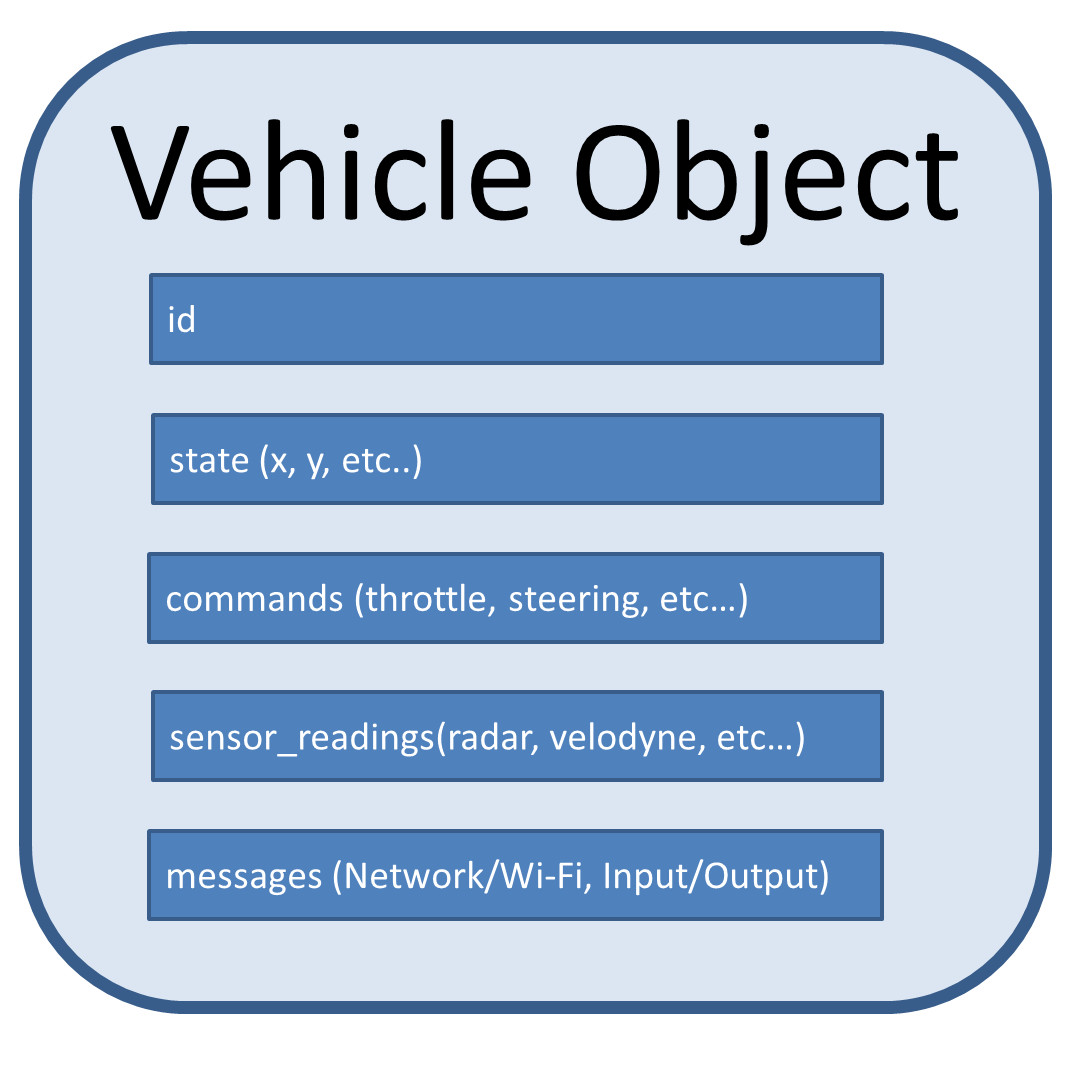 Vehicle Object
id
state (x, y, etc..)
commands (throttle, steering, etc…)
sensor_readings(radar, velodyne, etc…)
messages (Network/Wi-Fi, Input/Output)